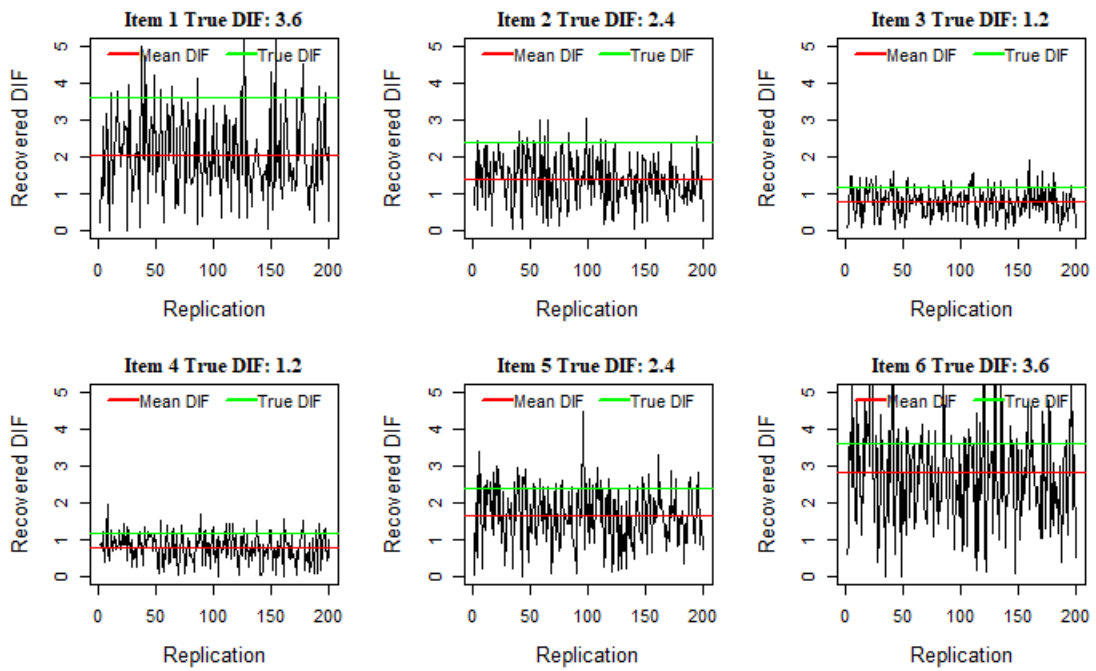 Item 1 True DIF: 3.6
Mean DIF True DIF
Recovered DIF
0 1 2 3 4 5
0 50 100 150 200
Replication
Item 2 True DIF: 2.4
Mean DIF True DIF
Recovered DIF
0 1 2 3 4 5
0 50 100 150 200
Replication
Item 3 True DIF: 1.2
Mean DIF True DIF
Recovered DIF
0 1 2 3 4 5
0 50 100 150 200
Replication
Item 4 True DIF: 1.2
Mean DIF True DIF
Recovered DIF
0 1 2 3 4 5
0 50 100 150 200
Replication
Item 5 True DIF: 2.4
Mean DIF True DIF
Recovered DIF
0 1 2 3 4 5
0 50 100 150 200
Replication
Item 6 True DIF: 3.6
Mean DIF True DIF
Recovered DIF
0 1 2 3 4 5
0 50 100 150 200
Replication